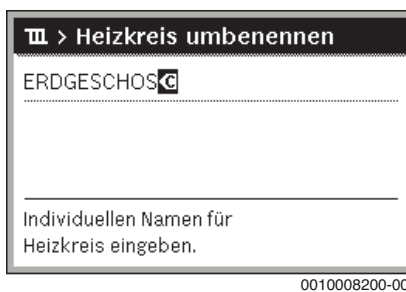 > Heizkreis umbenennen
ERDGESCHOS<C
Individuellen Namen für
Heizkreis eingeben.
0010008200-00